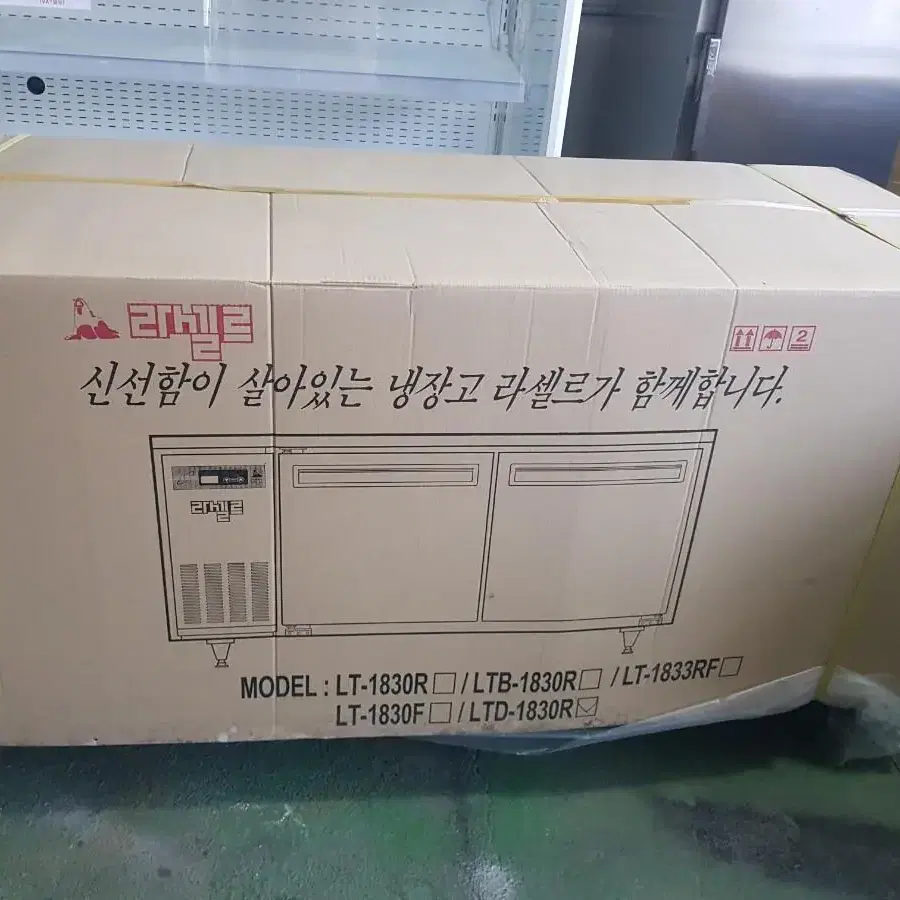 라셀르
2
신선함이 살아있는 냉장고 라셀르가 함께합니다.
라셀르
MODEL : LT-1830R □ / LTB-1830R □ / LT-1833RF □
LT-1830F □ / LTD-1830R ☑